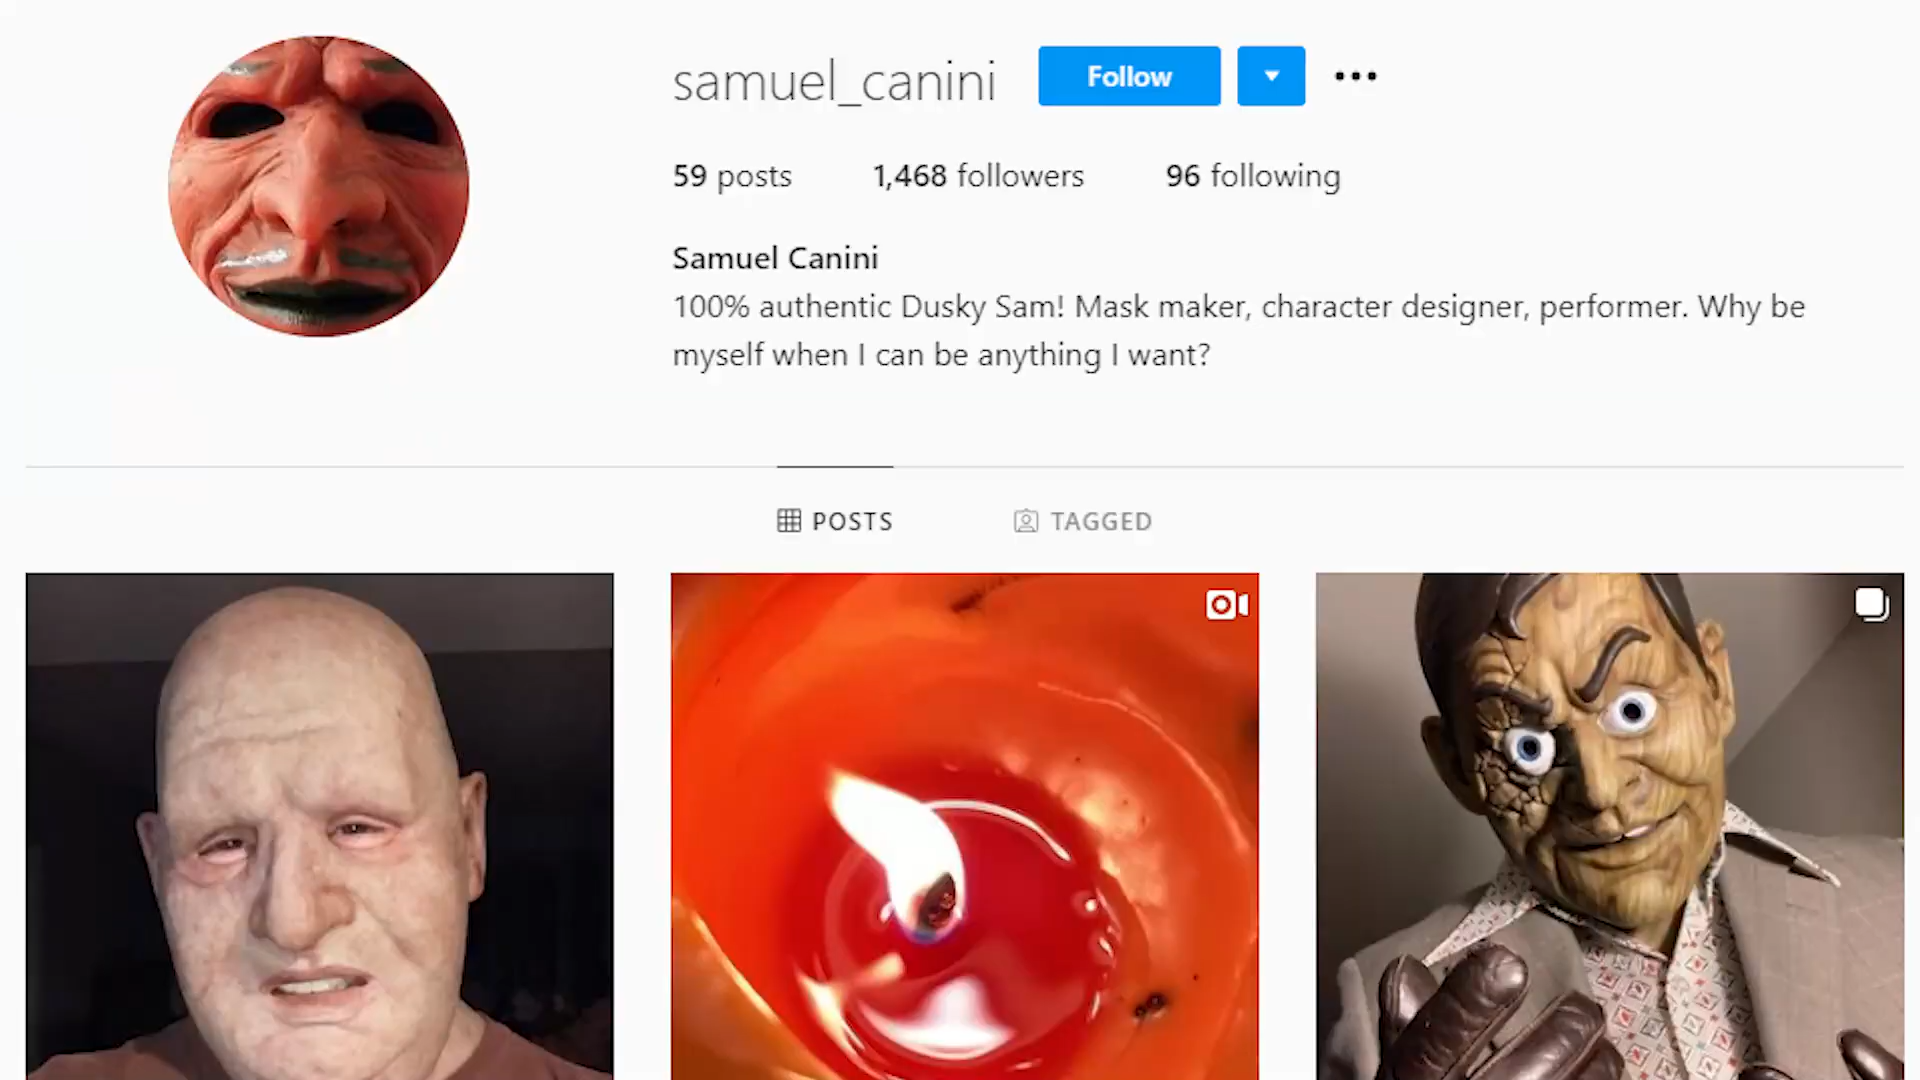 samuel_canini
Follow
59 posts
1,468 followers
96 following
Samuel Canini
100% authentic Dusky Sam! Mask maker, character designer, performer. Why be
myself when I can be anything I want?
POSTS
TAGGED